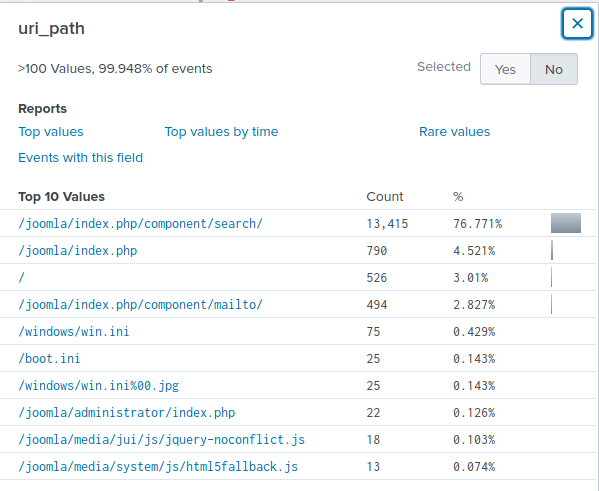 uri_path
>100 Values, 99.948% of events Selected Yes No
Reports
Top values Top values by time Rare values
Events with this field
Top 10 Values Count %
/joomla/index.php/component/search/ 13,415 76.771%
/joomla/index.php 790 4.521%
/ 526 3.01%
/joomla/index.php/component/mailto/ 494 2.827%
/windows/win.ini 75 0.429%
/boot.ini 25 0.143%
/windows/win.ini%00.jpg 25 0.143%
/joomla/administrator/index.php 22 0.126%
/joomla/media/jui/js/jquery-noconflict.js 18 0.103%
/joomla/media/system/js/html5fallback.js 13 0.074%